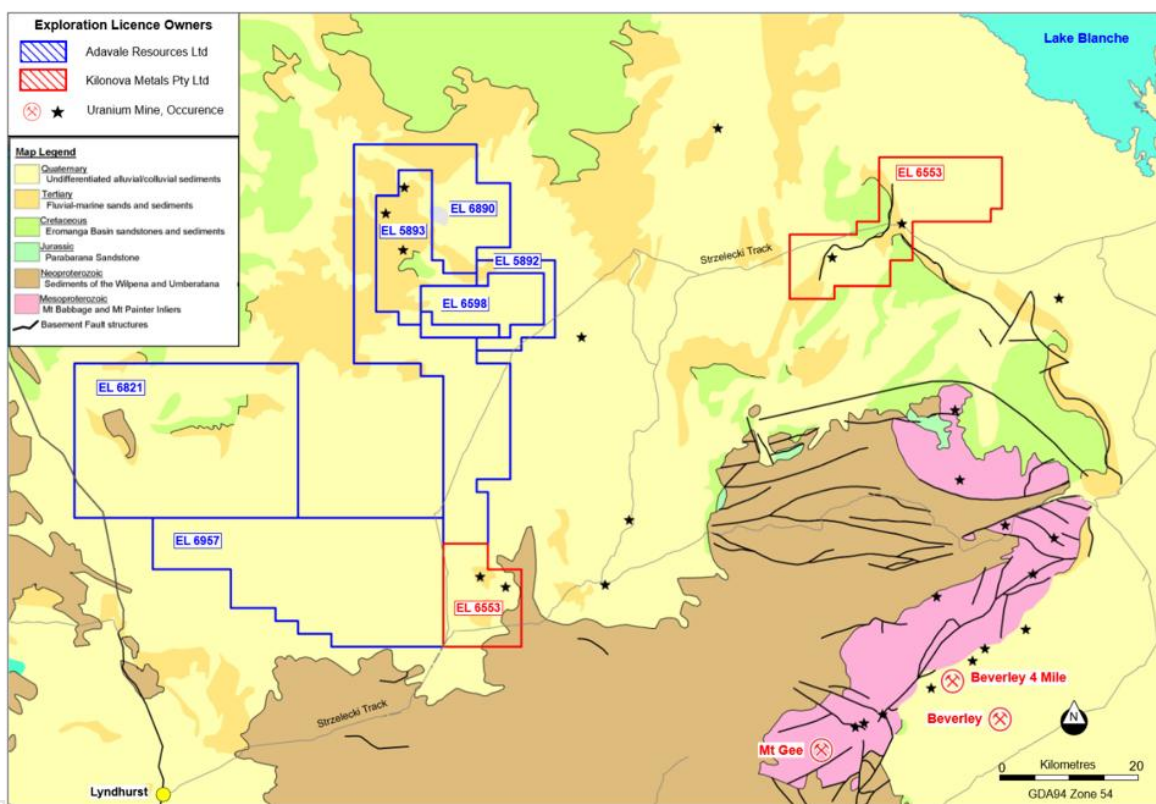 Exploration Licence Owners
Adavale Resources Ltd
Kilonova Metals Pty Ltd
Uranium Mine, Occurence
Map Legend
Quaternary
Undifferentiated alluvial/colluvial sediments
Tertiary
Fluvial-marine sands and sediments
Cretaceous
Eromanga Basin sandstones and sediments
Jurassic
Parabarana Sandstone
Neoproterozoic
Sediments of the Wilpena and Umberatana
Mesoproterozoic
Mt Babbage and Mt Painter Inliers
Basement Fault structures
Lake Blanche
EL 6553
EL 6890
EL 5893
EL 5892
Strzelecki Track
EL 6598
EL 6821
EL 6957
EL 6553
Beverley 4 Mile
Beverley
Strzelecki Track
Mt Gee
N
Lyndhurst
Kilometres
0 20
GDA94 Zone 54